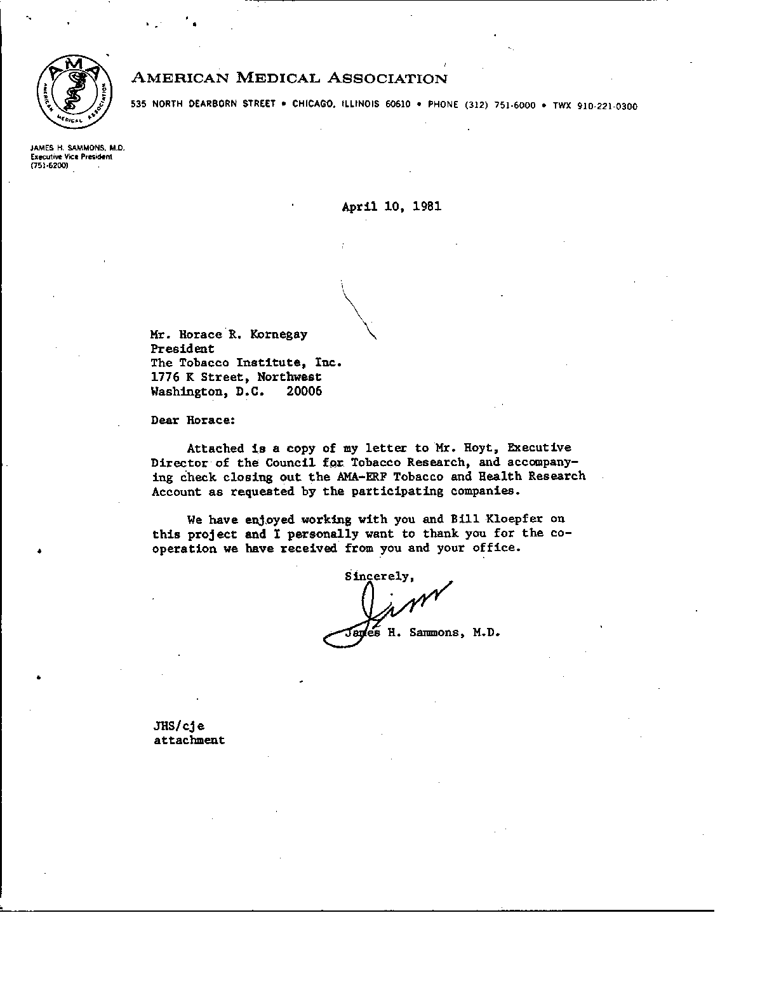 AMA
AMERICAN MEDICAL ASSOCIATION
AMERICAN MEDICAL ASSOCIATION
535 NORTH DEARBORN STREET • CHICAGO, ILLINOIS 60610 • PHONE (312) 751-6000 • TWX 910-221-0300
JAMES H. SAMMONS, M.D.
Executive Vice President
(751-6200)
April 10, 1981
Mr. Horace R. Kornegay
President
The Tobacco Institute, Inc.
1776 K Street, Northwest
Washington, D.C. 20006
Dear Horace:
Attached is a copy of my letter to Mr. Hoyt, Executive
Director of the Council for Tobacco Research, and accompany-
ing check closing out the AMA-ERF Tobacco and Health Research
Account as requested by the participating companies.
We have enjoyed working with you and Bill Kloepfer on
this project and I personally want to thank you for the co-
operation we have received from you and your office.
Sincerely,
Jim
James H. Sammons, M.D.
JHS/cje
attachment